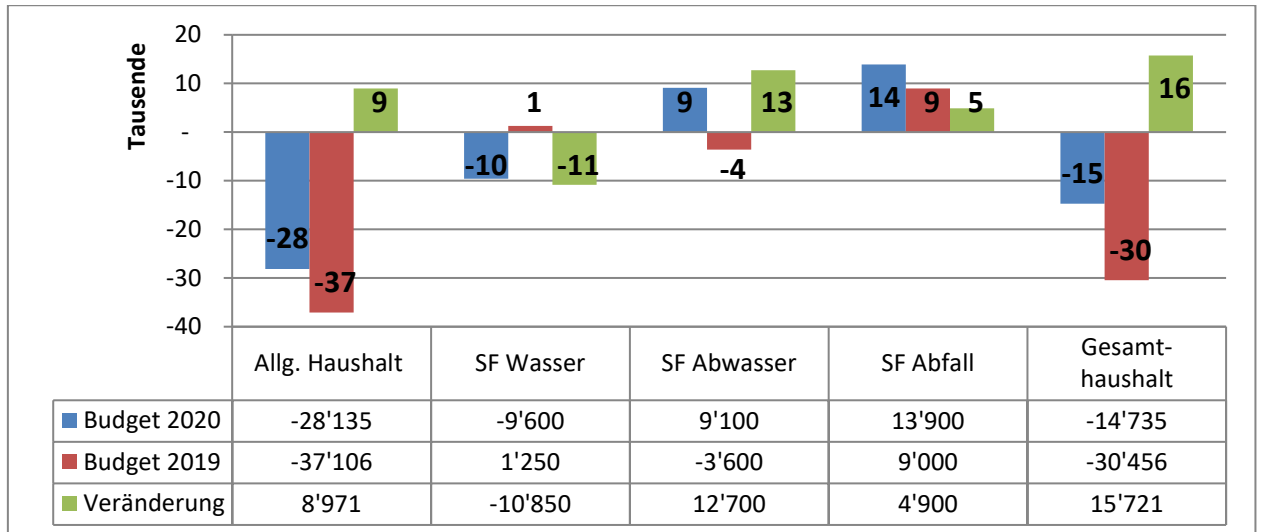 Tausende
20
10
-
-10
-20
-30
-40
-28 -37 9
-10 1 -11
9 -4 13
14 9 5
-15 -30 16
Allg. Haushalt SF Wasser SF Abwasser SF Abfall Gesamt-
haushalt
Budget 2020 -28'135 -9'600 9'100 13'900 -14'735
Budget 2019 -37'106 1'250 -3'600 9'000 -30'456
Veränderung 8'971 -10'850 12'700 4'900 15'721